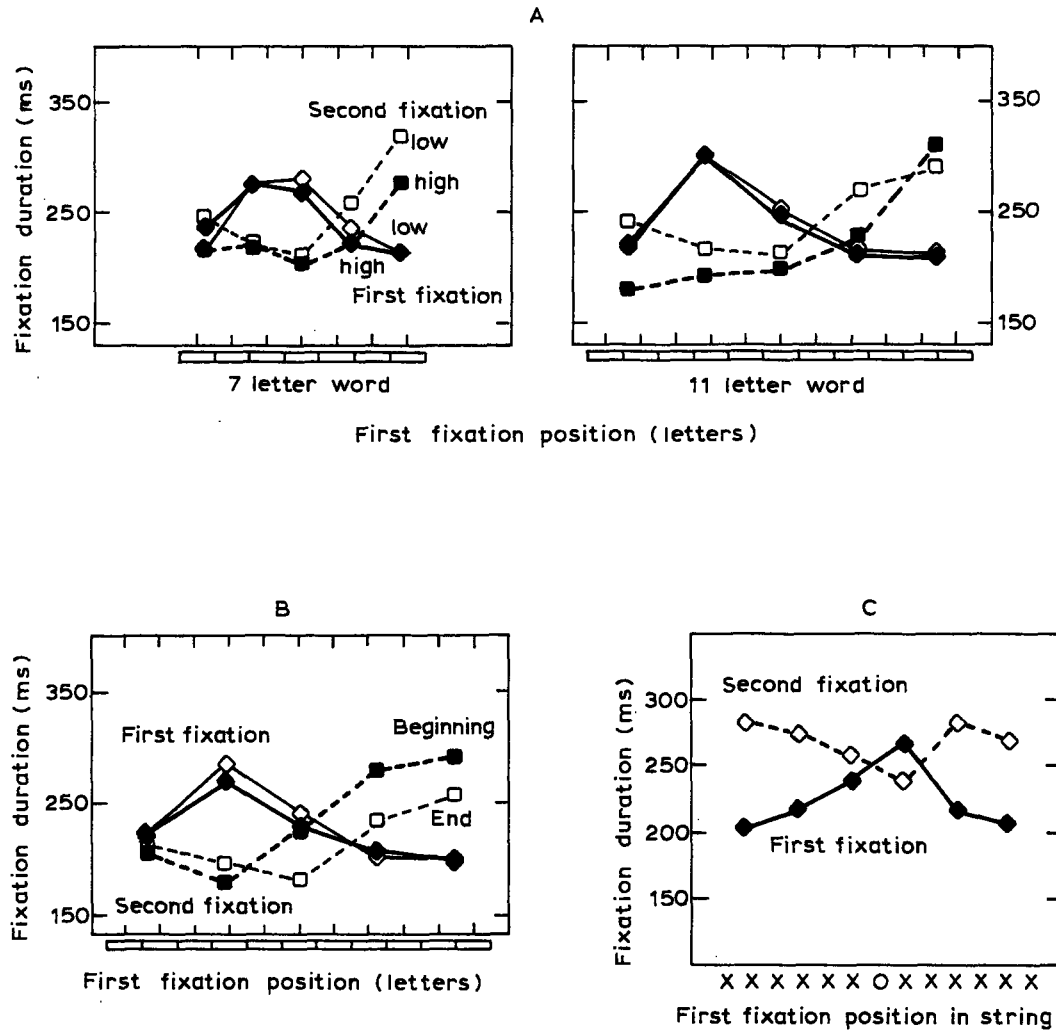 A
Fixation duration (ms)
350
250
150
Second fixation
low
high
low
high
First fixation
7 letter word
350
250
150
11 letter word
First fixation position (letters)
B
Fixation duration (ms)
350
250
150
First fixation
Beginning
End
Second fixation
First fixation position (letters)
C
Fixation duration (ms)
300
250
200
150
Second fixation
First fixation
X X X X X O X X X X X X
First fixation position in string